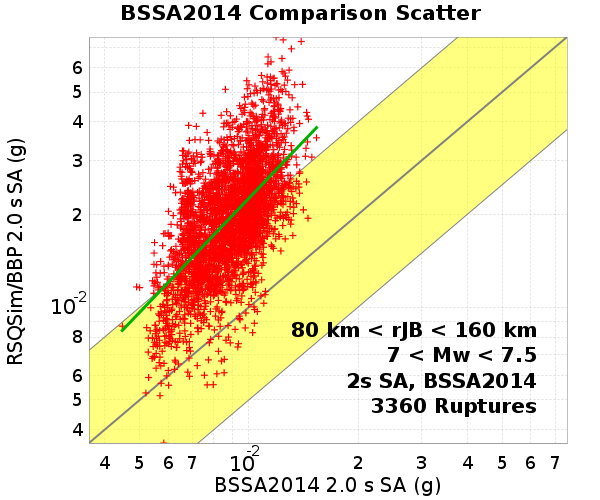 BSSA2014 Comparison Scatter
6
5
4
3
2
10-2
8
6
5
4
RSQSim/BBP 2.0 s SA (g)
80 km < rJB < 160 km
7 < Mw < 7.5
2s SA, BSSA2014
3360 Ruptures
4 5 6 7 10-2 2 3 4 5 6 7
BSSA2014 2.0 s SA (g)